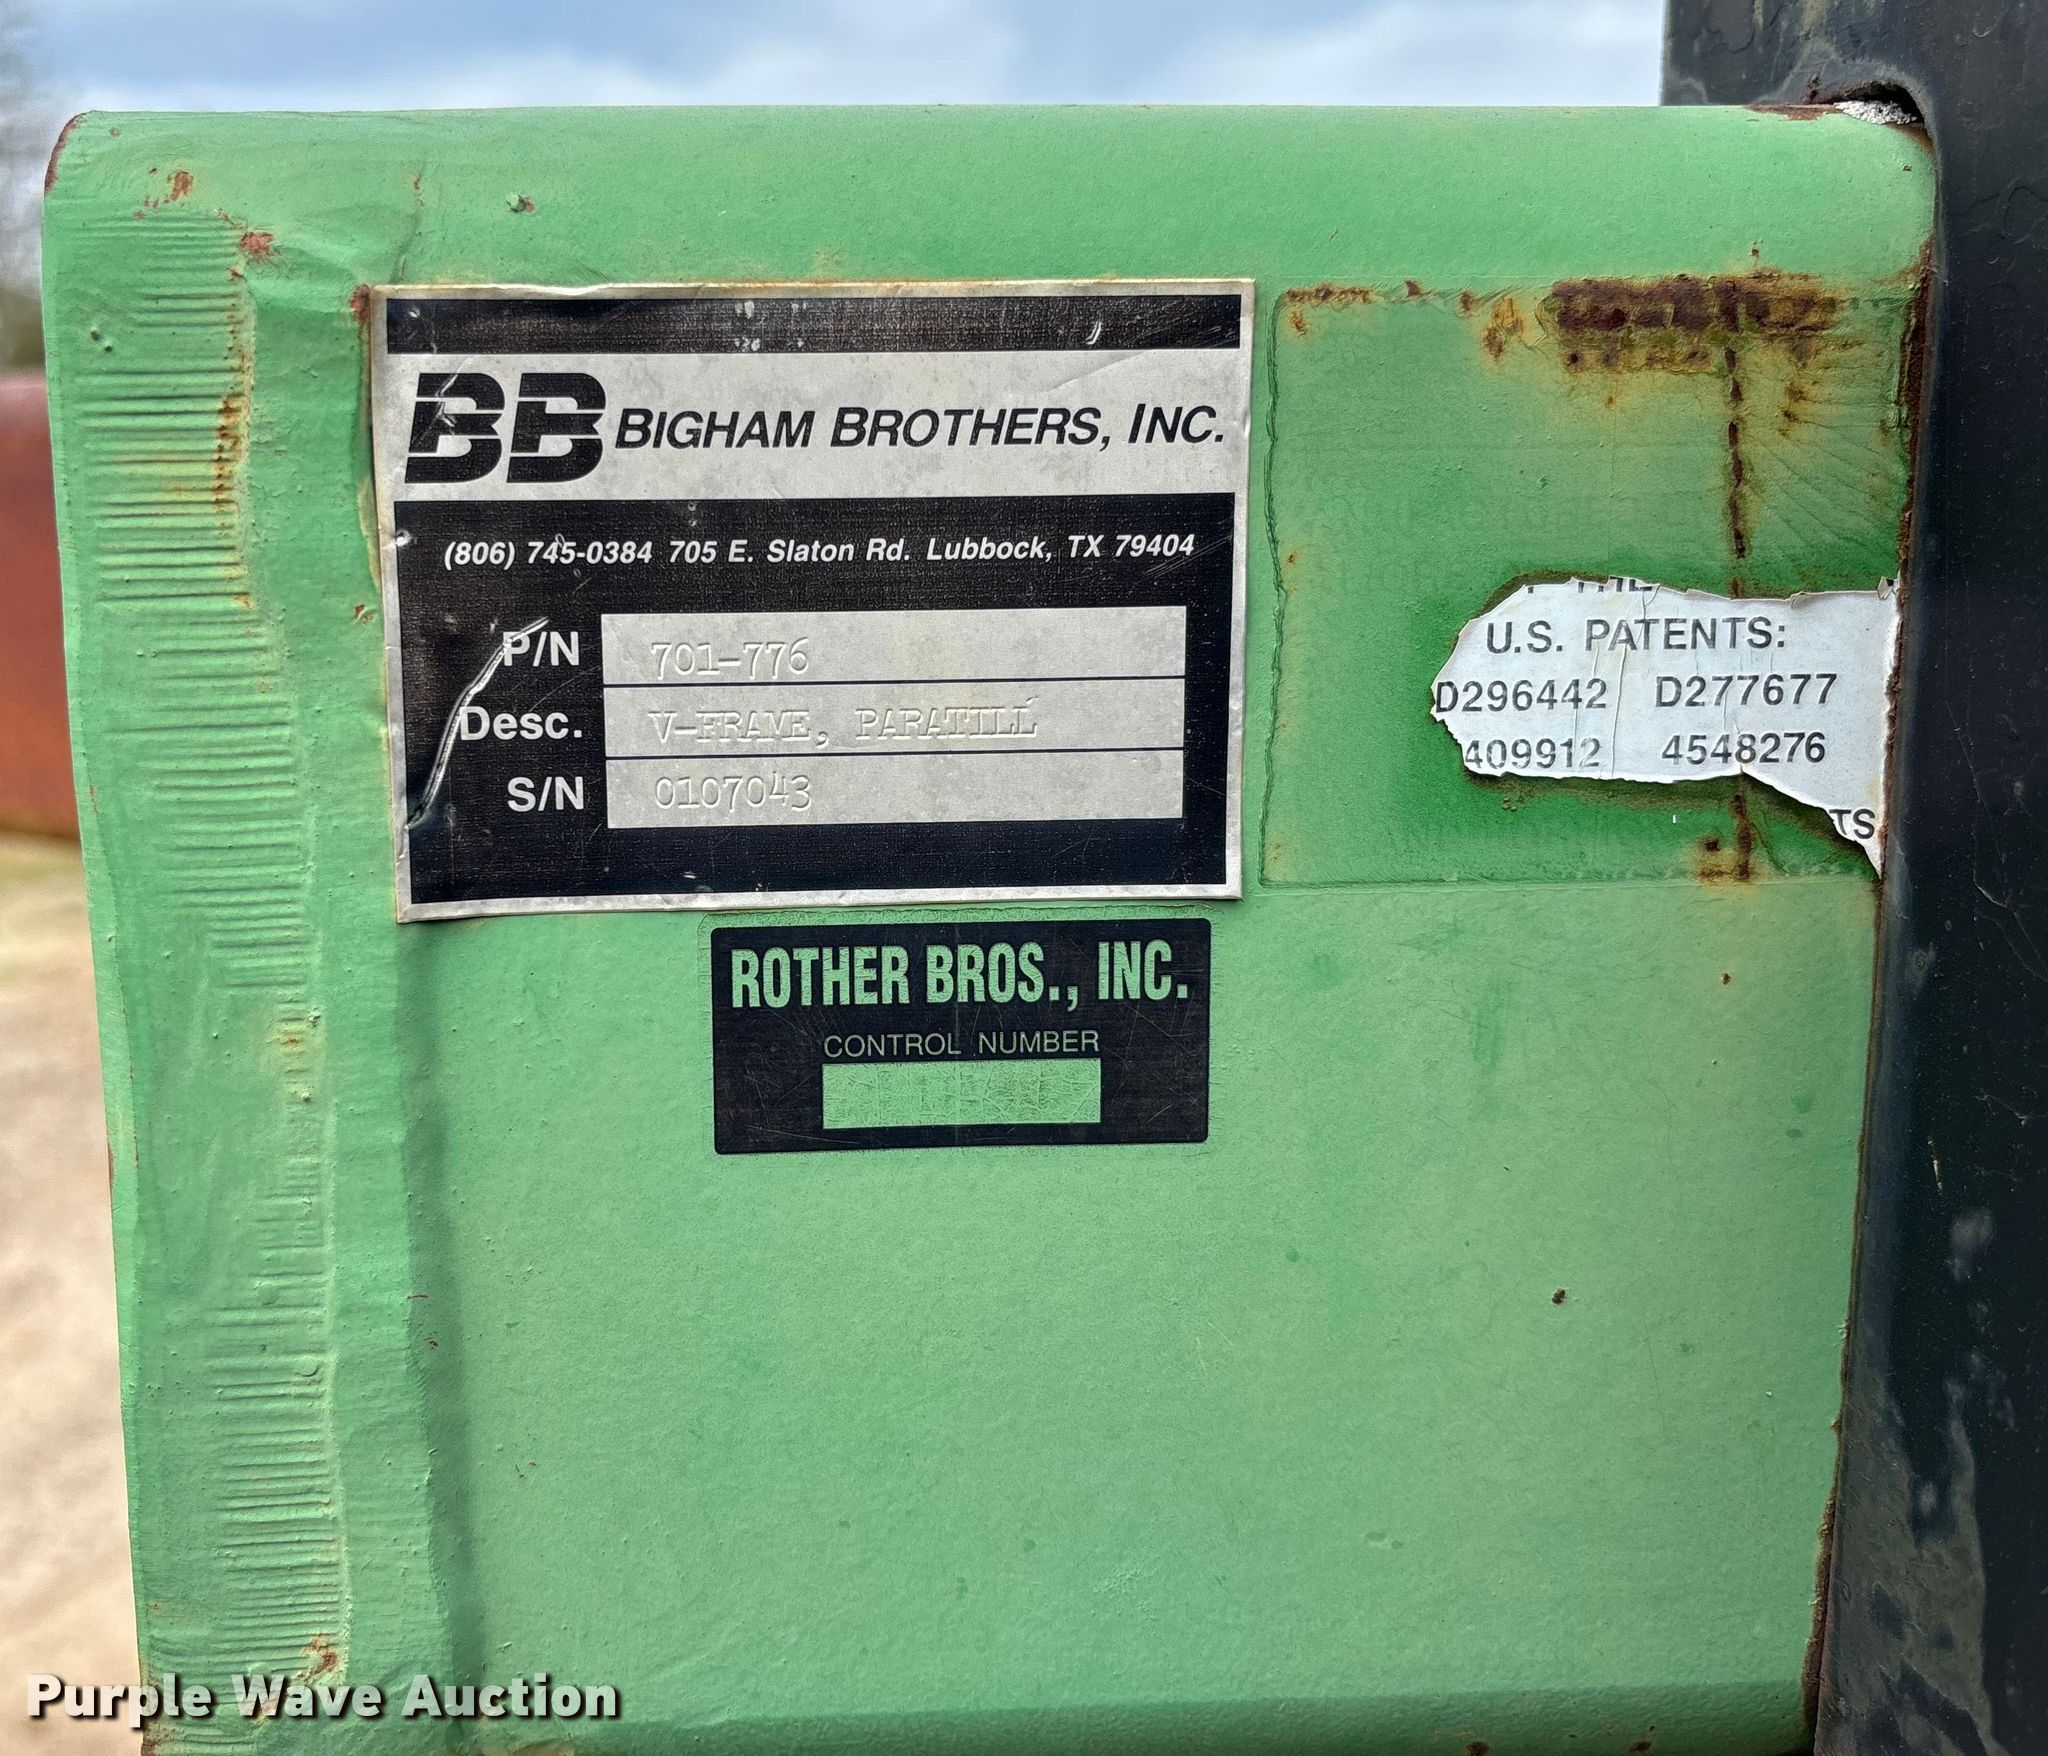 BB BIGHAM BROTHERS, INC.
(806) 745-0384 705 E. Slaton Rd. Lubbock, TX 79404
P/N 701-776
Desc. V-FRAME, PARATILL
S/N 0107043
U.S. PATENTS:
D296442 D277677
409912 4548276
TS
ROTHER BROS., INC.
CONTROL NUMBER
Purple Wave Auction